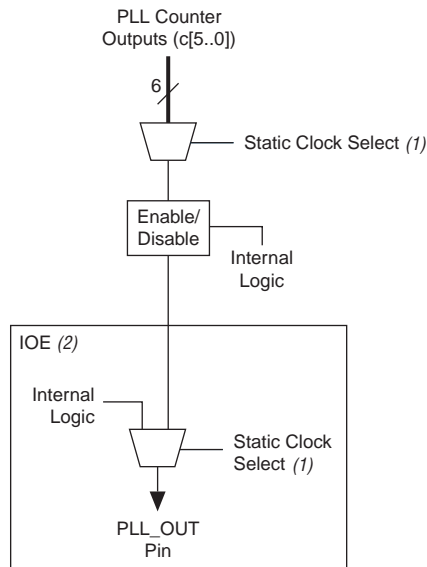 PLL Counter
Outputs (c[5..0])
6
Static Clock Select (1)
Enable/
Disable
Internal
Logic
IOE (2)
Internal
Logic
Static Clock
Select (1)
PLL_OUT
Pin